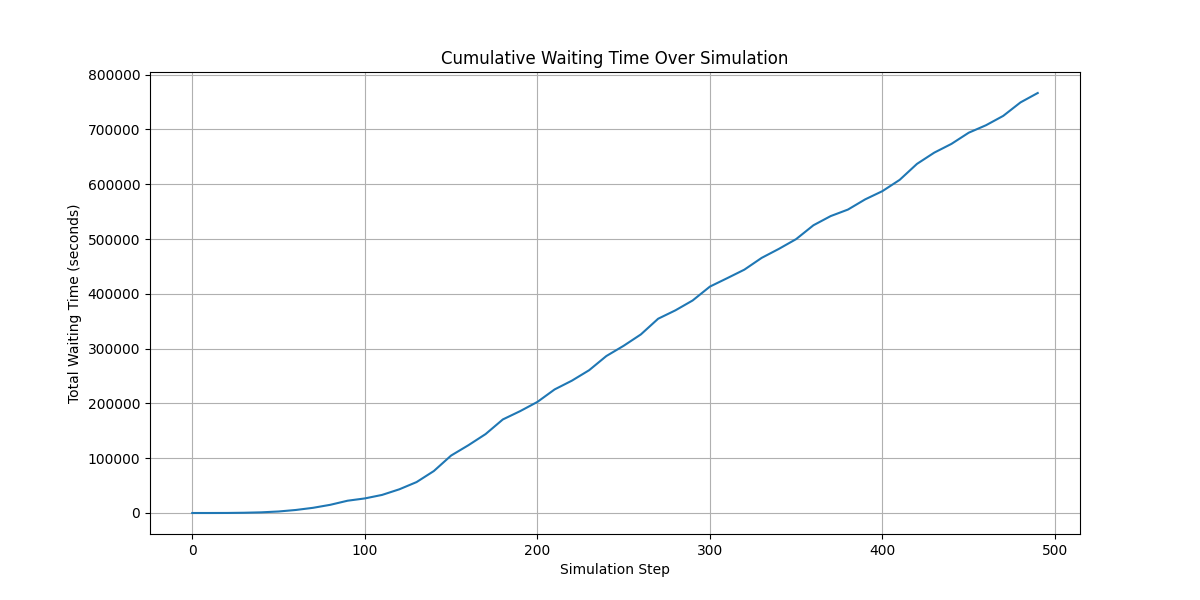 Cumulative Waiting Time Over Simulation
800000
700000
600000
500000
400000
300000
200000
100000
0
Total Waiting Time (seconds)
0 100 200 300 400 500
Simulation Step